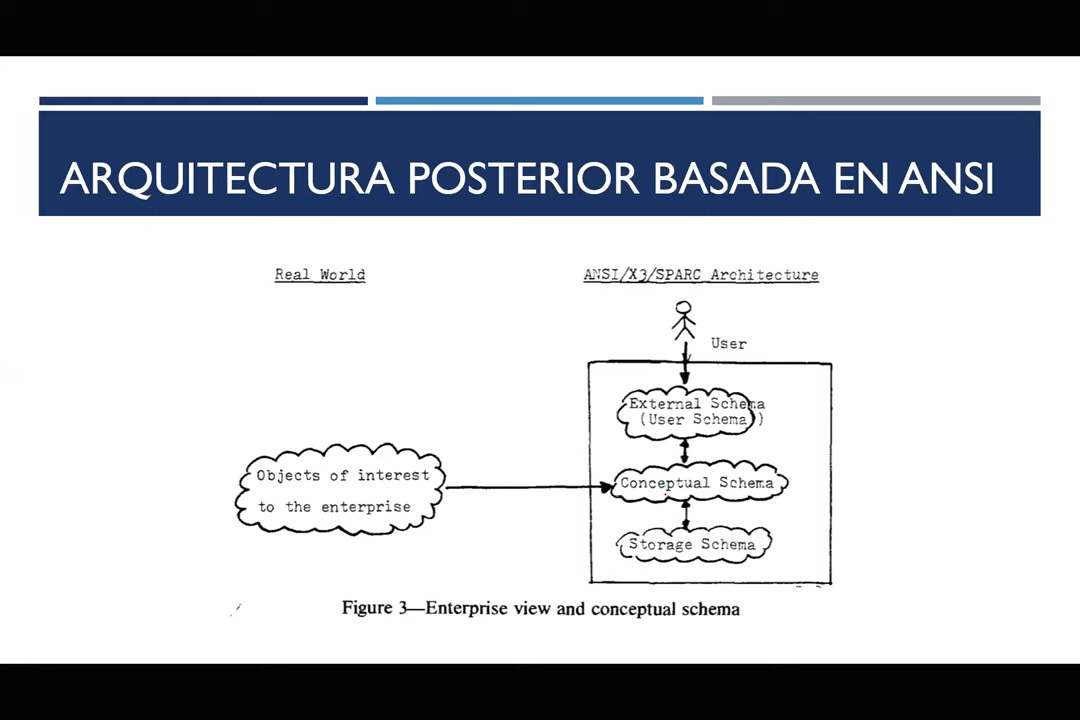 ARQUITECTURA POSTERIOR BASADA EN ANSI
Real World
ANSI/X3/SPARC Architecture
User
External Schema
(User Schema)
Objects of interest
to the enterprise
Conceptual Schema
Storage Schema
Figure 3—Enterprise view and conceptual schema